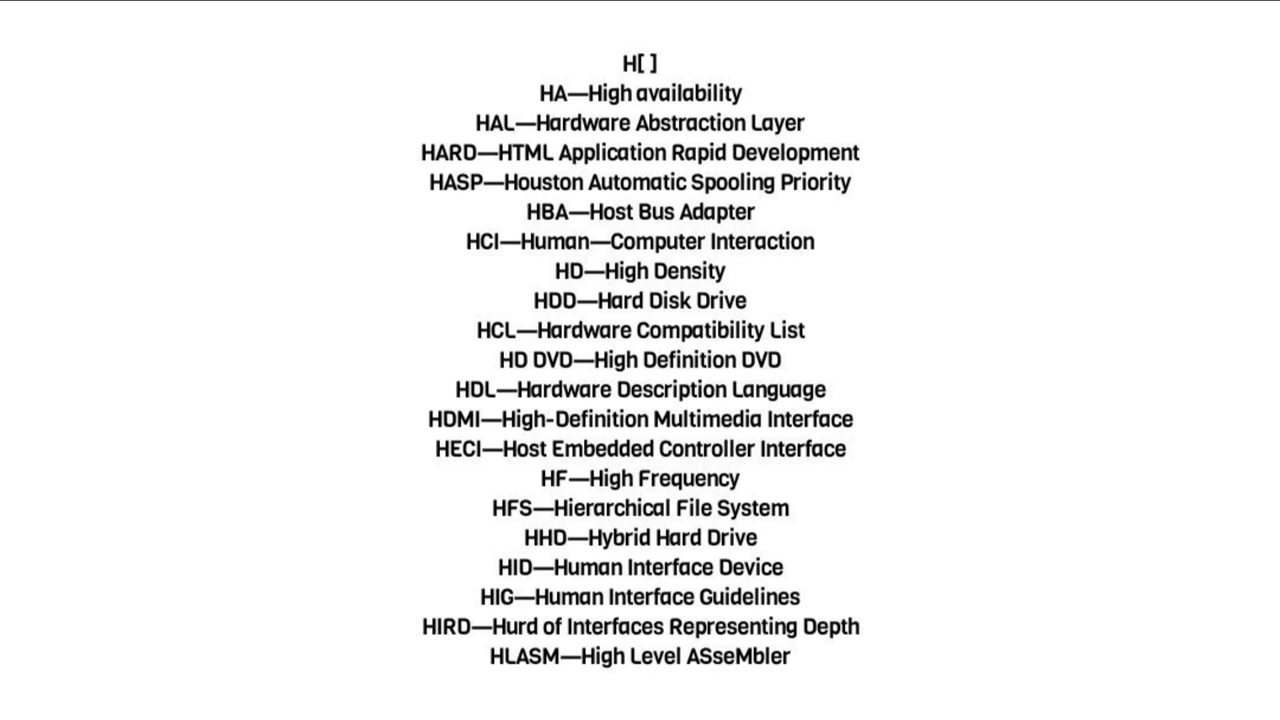 H[ ]
HA—High availability
HAL—Hardware Abstraction Layer
HARD—HTML Application Rapid Development
HASP—Houston Automatic Spooling Priority
HBA—Host Bus Adapter
HCI—Human—Computer Interaction
HD—High Density
HDD—Hard Disk Drive
HCL—Hardware Compatibility List
HD DVD—High Definition DVD
HDL—Hardware Description Language
HDMI—High-Definition Multimedia Interface
HECI—Host Embedded Controller Interface
HF—High Frequency
HFS—Hierarchical File System
HHD—Hybrid Hard Drive
HID—Human Interface Device
HIG—Human Interface Guidelines
HIRD—Hurd of Interfaces Representing Depth
HLASM—High Level ASseMbler